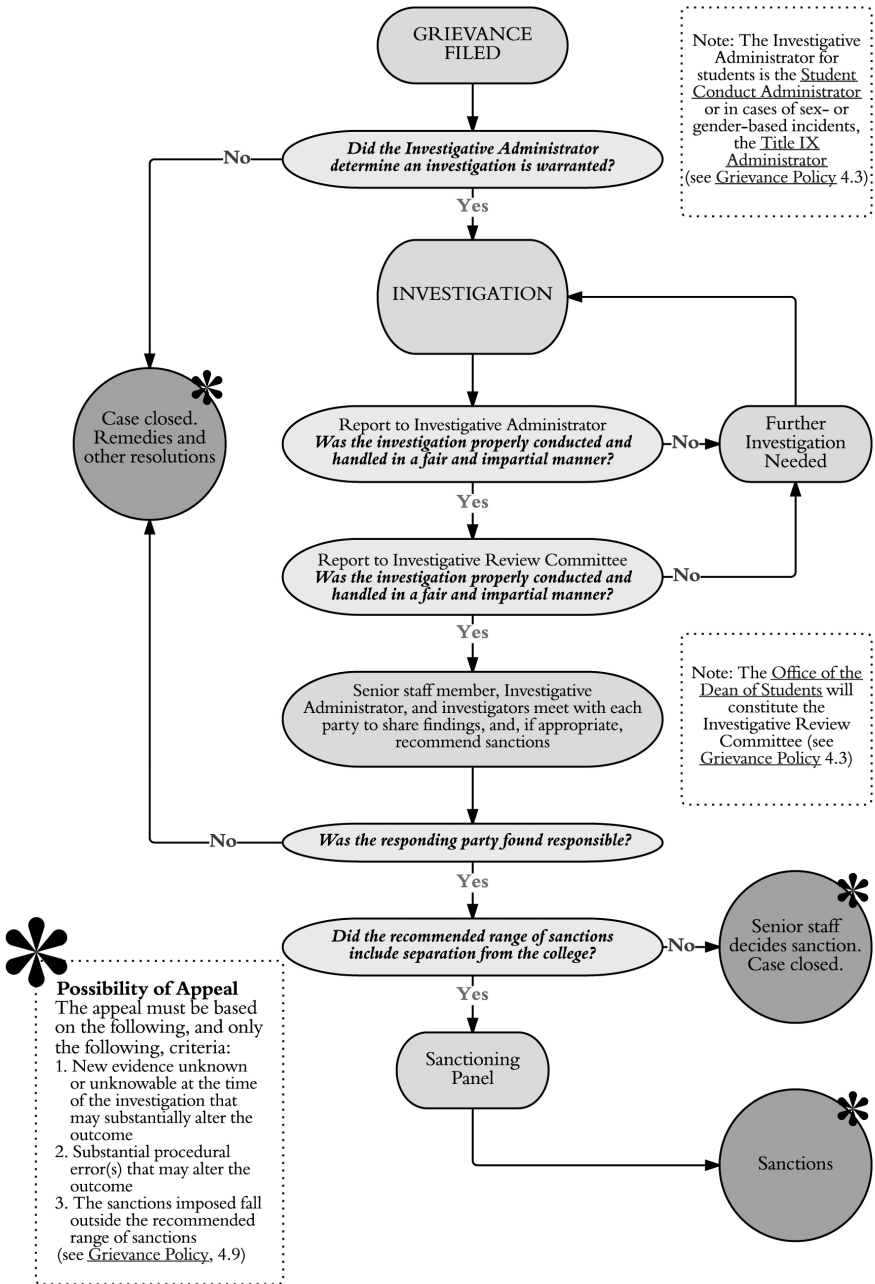 GRIEVANCE
FILED
Note: The Investigative
Administrator for
students is the Student
Conduct Administrator
or in cases of sex- or
gender-based incidents,
the Title IX
Administrator
(see Grievance Policy 4.3)
Did the Investigative Administrator
determine an investigation is warranted?
No
Yes
INVESTIGATION
Case closed.
Remedies and
other resolutions
*
Report to Investigative Administrator
Was the investigation properly conducted and
handled in a fair and impartial manner?
No
Further
Investigation
Needed
Yes
Report to Investigative Review Committee
Was the investigation properly conducted and
handled in a fair and impartial manner?
No
Yes
Senior staff member, Investigative
Administrator, and investigators meet with each
party to share findings, and, if appropriate,
recommend sanctions
Note: The Office of the
Dean of Students will
constitute the
Investigative Review
Committee (see
Grievance Policy 4.3)
Was the responding party found responsible?
No
Yes
Did the recommended range of sanctions
include separation from the college?
No
Senior staff
decides sanction.
Case closed.
*
Yes
Sanctioning
Panel
Sanctions
*
*
Possibility of Appeal
The appeal must be based
on the following, and only
the following, criteria:
1. New evidence unknown
or unknowable at the time
of the investigation that
may substantially alter the
outcome
2. Substantial procedural
error(s) that may alter the
outcome
3. The sanctions imposed fall
outside the recommended
range of sanctions
(see Grievance Policy, 4.9)